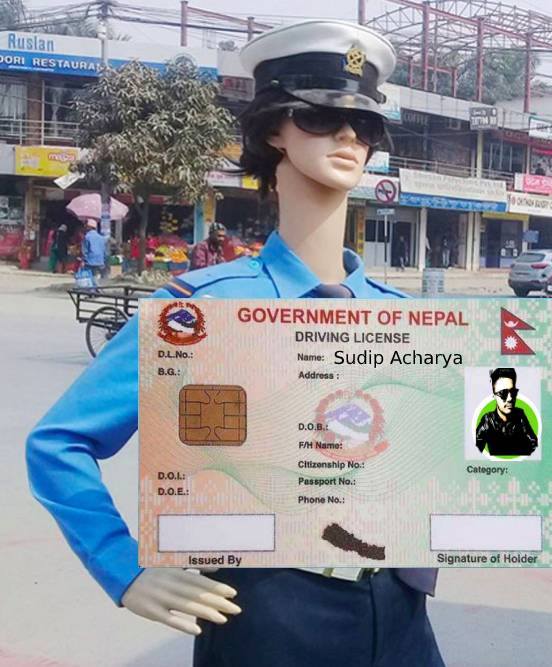 Ruslan
DORI RESTAURA
GOVERNMENT OF NEPAL
DRIVING LICENSE
D.L.No.:
Name: Sudip Acharya
B.G.:
Address :
D.O.B.:
F/H Name:
Citizenship No.:
Category:
D.O.I.:
Passport No.:
D.O.E.:
Phone No.:
Issued By
Signature of Holder